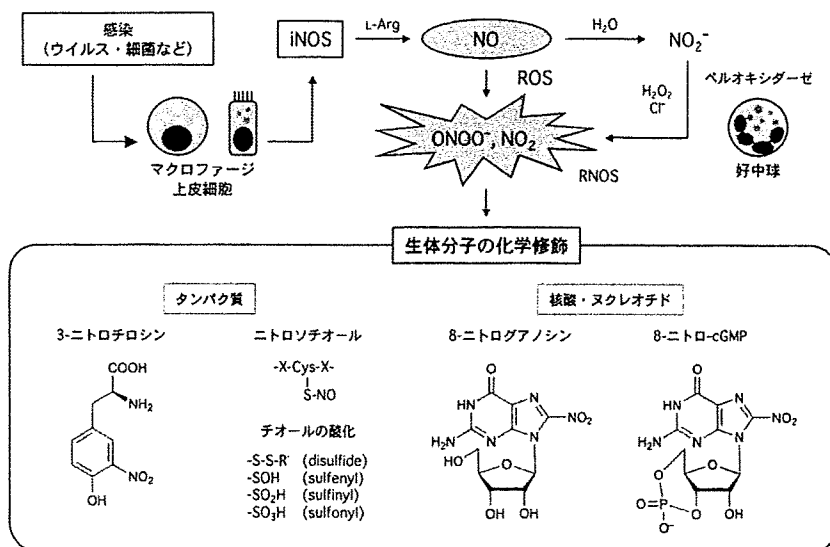 感染
（ウイルス・細菌など）
iNOS
L-Arg
NO
H₂O
NO₂⁻
ROS
H₂O₂
Cl⁻
ペルオキシダーゼ
ONOO⁻, NO₂
RNOS
好中球
マクロファージ
上皮細胞
生体分子の化学修飾
タンパク質
核酸・ヌクレオチド
3-ニトロチロシン
ニトロソチオール
8-ニトログアノシン
8-ニトロ-cGMP
COOH
NH₂
NO₂
OH
-X-Cys-X-
S-NO
チオールの酸化
-S-S-R· (disulfide)
-SOH (sulfenyl)
-SO₂H (sulfinyl)
-SO₃H (sulfonyl)
O
HN
N
N
NO₂
H₂N
N
N
HO
O
OH
OH
O
HN
N
N
NO₂
H₂N
N
N
O
O
O=P
O
O⁻
OH